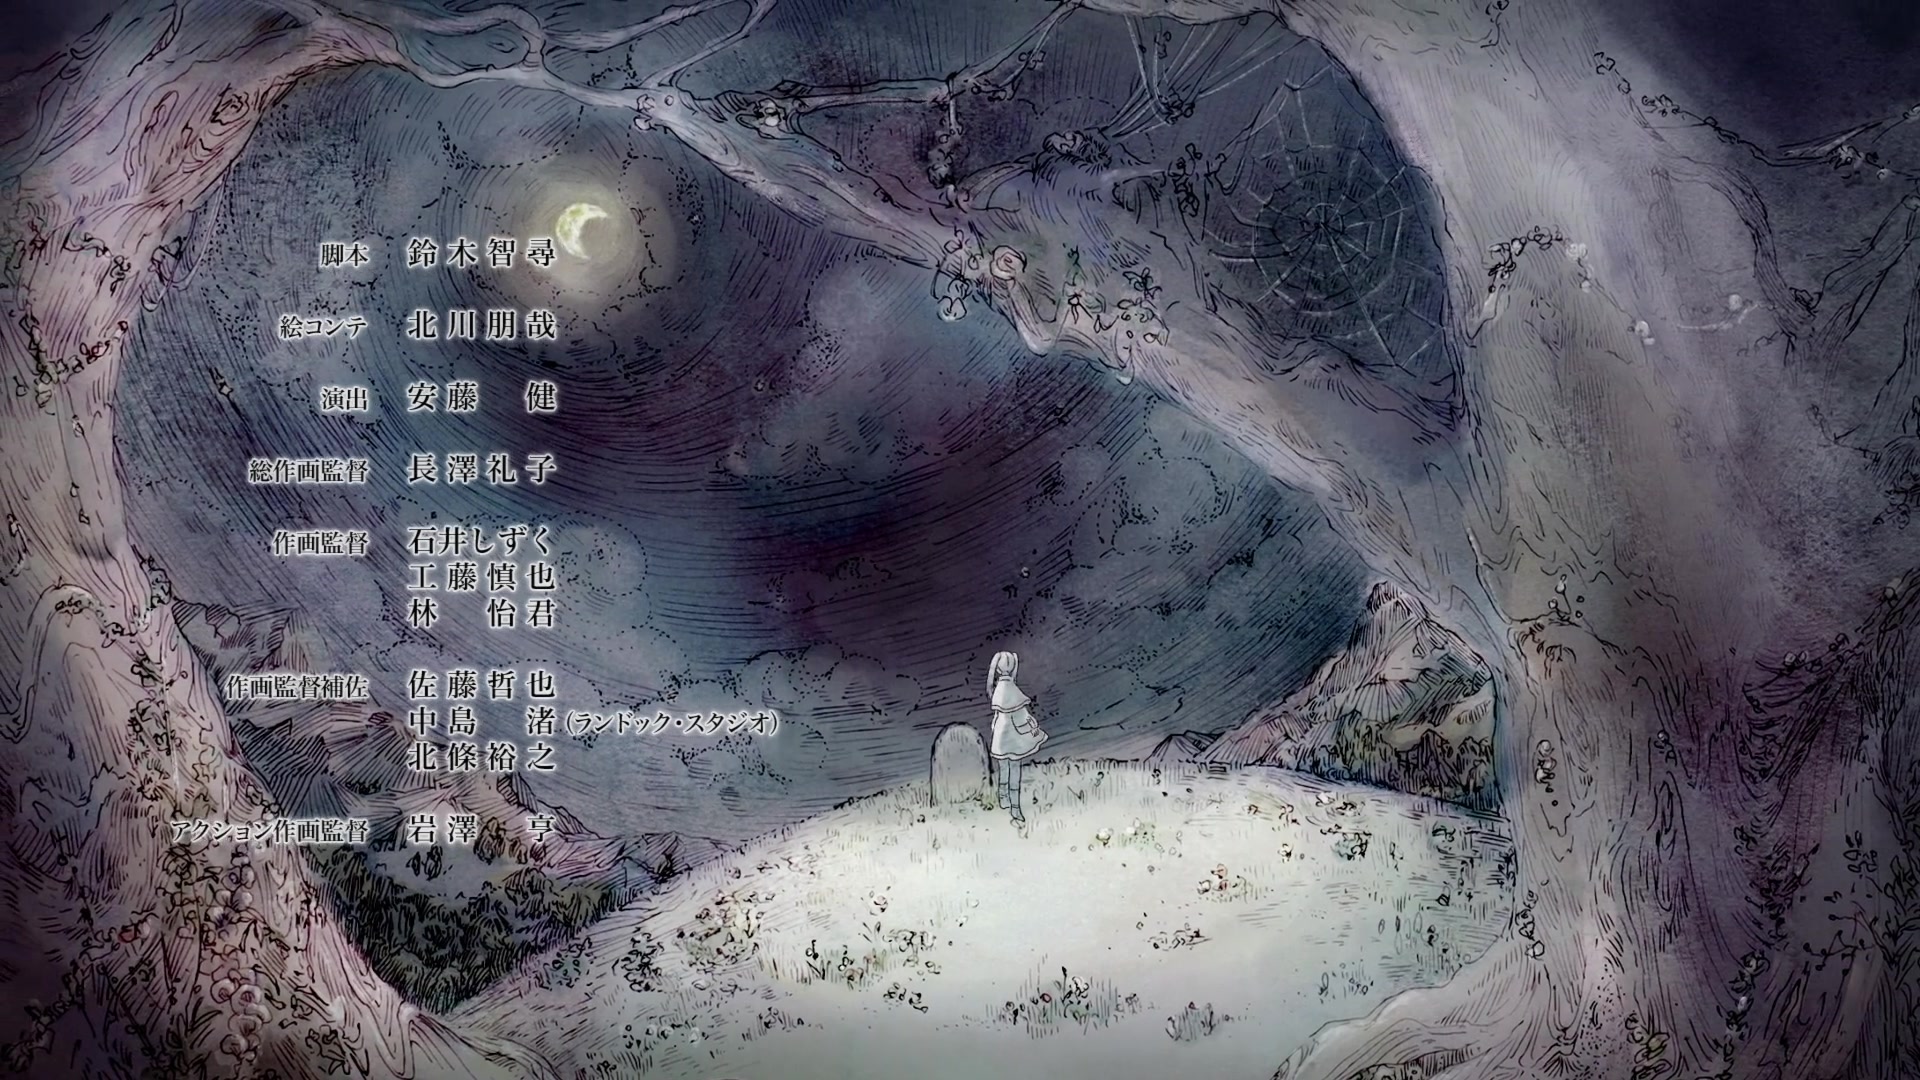 脚本 鈴木智尋
絵コンテ 北川朋哉
演出 安藤 健
総作画監督 長澤礼子
作画監督 石井しずく
工藤慎也
林 怡君
作画監督補佐 佐藤哲也
中島 渚(ランドック・スタジオ)
北條裕之
アクション作画監督 岩澤 亨